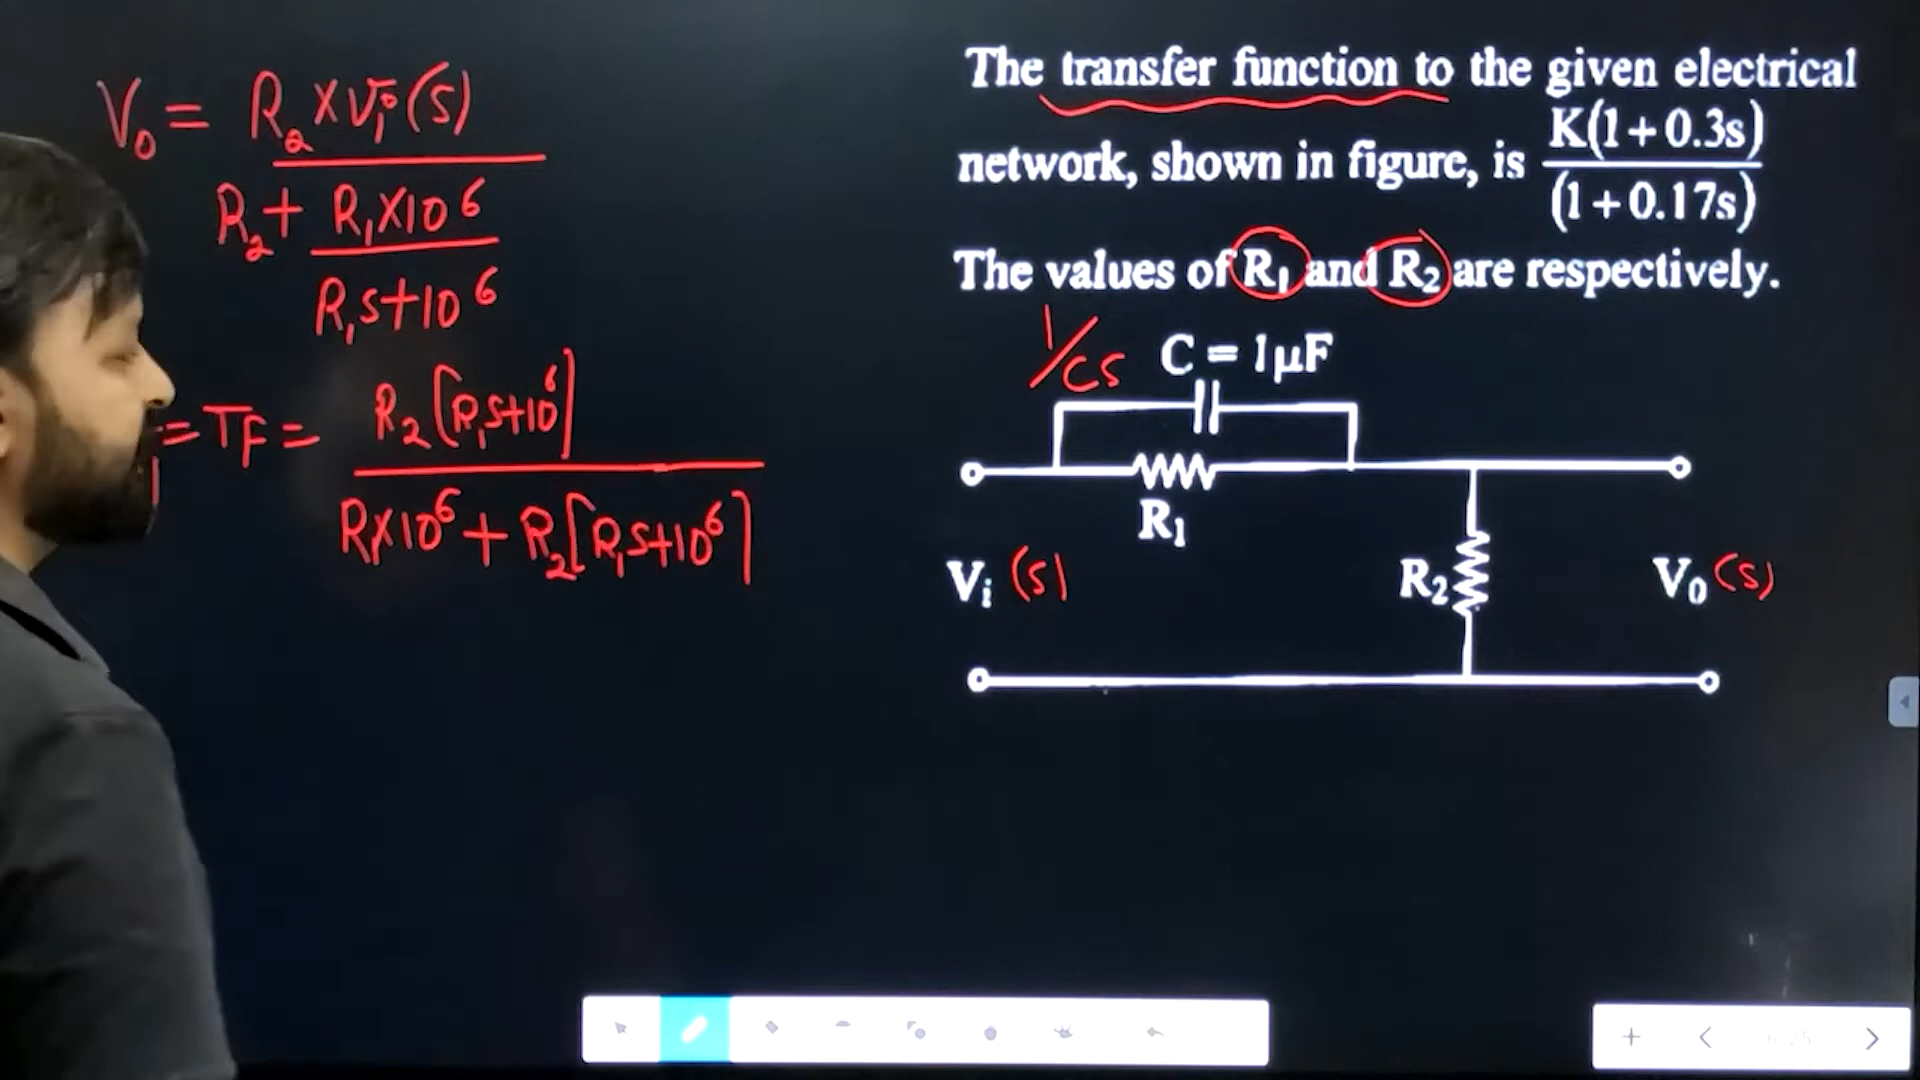 V₀ = R₂ × Vi(s)
R₂ + R₁×10⁶
R₁s+10⁶
= TF = R₂[R₁s+10⁶]
R₁×10⁶ + R₂[R₁s+10⁶]
The transfer function to the given electrical
network, shown in figure, is K(1+0.3s)
(1+0.17s)
The values of R₁ and R₂ are respectively.
1/cs C = 1μF
R₁
Vᵢ (s) R₂ V₀ (s)